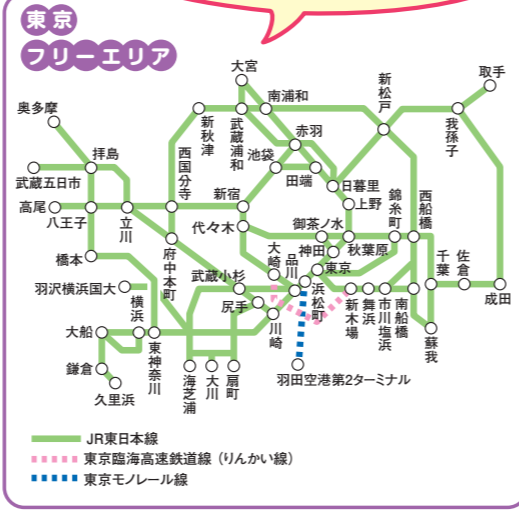 東京
フリーエリア
大宮
取手
新松戸
南浦和
奥多摩
新秋津
武蔵浦和
赤羽
我孫子
拝島
西国分寺
池袋
田端
武蔵五日市
日暮里
錦糸町
西船橋
高尾
八王子
立川
新宿
上野
代々木
御茶ノ水
秋葉原
神田
千葉
佐倉
橋本
府中本町
大崎
品川
東京
羽沢横浜国大
武蔵小杉
浜松町
新木場
舞浜
市川塩浜
南船橋
成田
横浜
尻手
大船
川崎
蘇我
東神奈川
鎌倉
久里浜
海芝浦
大川
扇町
羽田空港第2ターミナル
JR東日本線
東京臨海高速鉄道線（りんかい線）
東京モノレール線